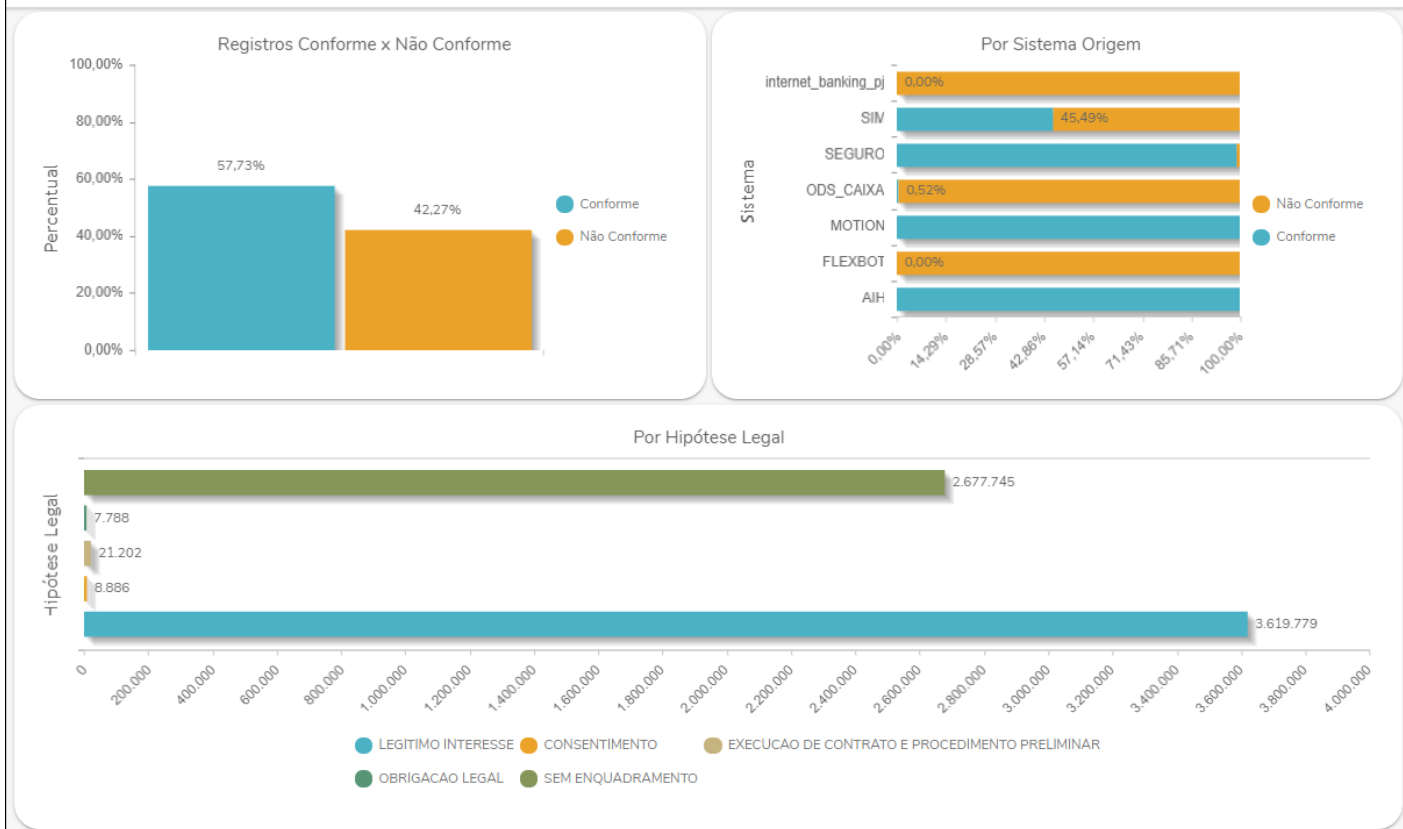 Registros Conforme x Não Conforme
100,00%
80,00%
60,00%
40,00%
20,00%
0,00%
Percentual
57,73%
42,27%
Conforme
Não Conforme
Por Sistema Origem
Sistema
internet_banking_pj
SIM
SEGURO
ODS_CAIXA
MOTION
FLEXBOT
AIH
0,00%
45,49%
0,52%
0,00%
0,00%
14,29%
28,57%
42,86%
57,14%
71,43%
85,71%
100,00%
Não Conforme
Conforme
Por Hipótese Legal
Hipótese Legal
2.677.745
7.788
21.202
8.886
3.619.779
0
200.000
400.000
600.000
800.000
1.000.000
1.200.000
1.400.000
1.600.000
1.800.000
2.000.000
2.200.000
2.400.000
2.600.000
2.800.000
3.000.000
3.200.000
3.400.000
3.600.000
3.800.000
4.000.000
LEGITIMO INTERESSE
CONSENTIMENTO
EXECUCAO DE CONTRATO E PROCEDIMENTO PRELIMINAR
OBRIGACAO LEGAL
SEM ENQUADRAMENTO